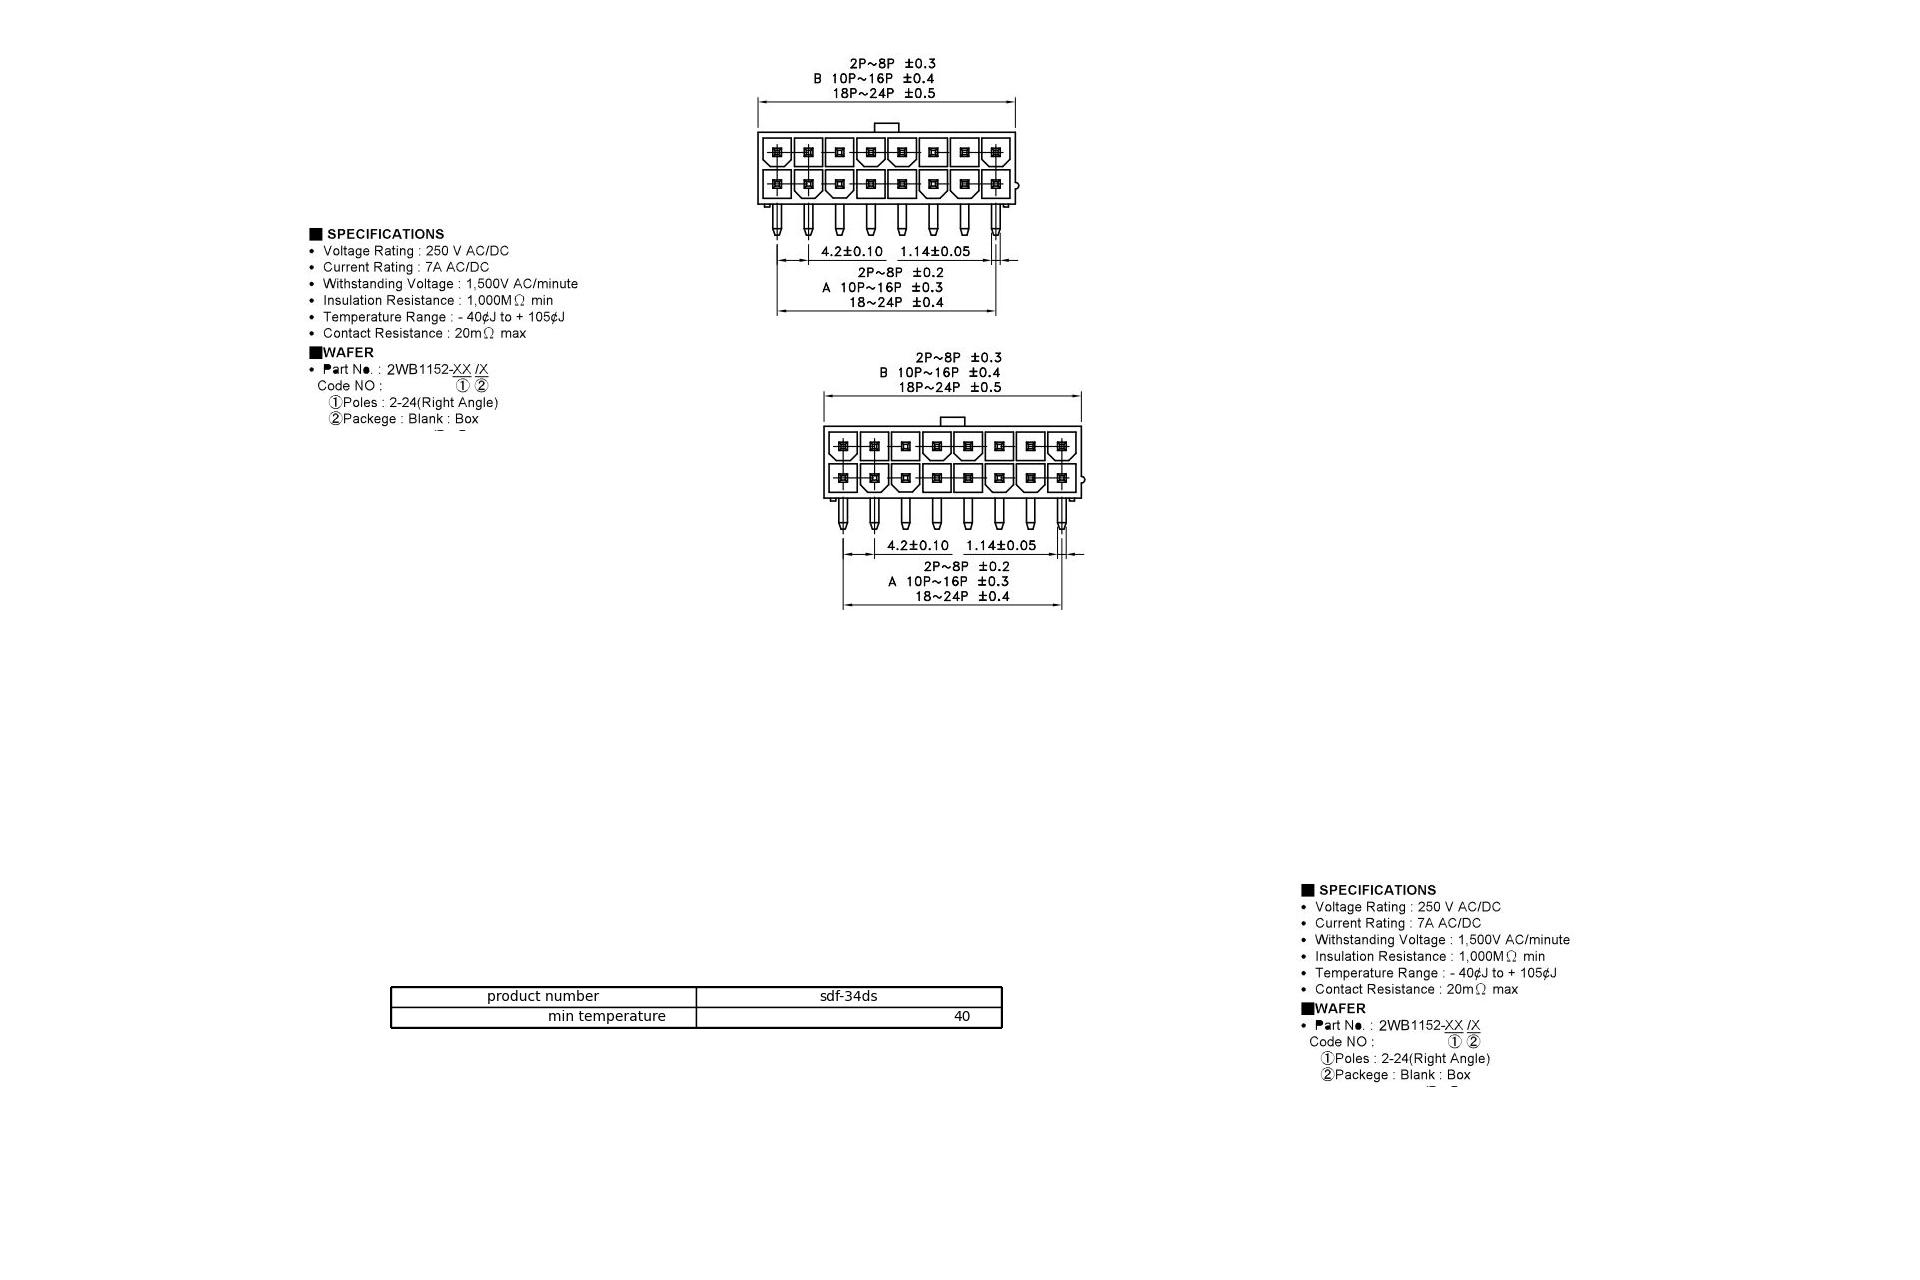 2P~8P ±0.3
B 10P~16P ±0.4
18P~24P ±0.5
4.2±0.10 1.14±0.05
2P~8P ±0.2
A 10P~16P ±0.3
18~24P ±0.4
■ SPECIFICATIONS
• Voltage Rating : 250 V AC/DC
• Current Rating : 7A AC/DC
• Withstanding Voltage : 1,500V AC/minute
• Insulation Resistance : 1,000MΩ min
• Temperature Range : - 40¢J to + 105¢J
• Contact Resistance : 20mΩ max
■WAFER
• Part No. : 2WB1152-XX /X
Code NO : ① ②
①Poles : 2-24(Right Angle)
②Packege : Blank : Box
2P~8P ±0.3
B 10P~16P ±0.4
18P~24P ±0.5
4.2±0.10 1.14±0.05
2P~8P ±0.2
A 10P~16P ±0.3
18~24P ±0.4
product number sdf-34ds
min temperature 40
■ SPECIFICATIONS
• Voltage Rating : 250 V AC/DC
• Current Rating : 7A AC/DC
• Withstanding Voltage : 1,500V AC/minute
• Insulation Resistance : 1,000MΩ min
• Temperature Range : - 40¢J to + 105¢J
• Contact Resistance : 20mΩ max
■WAFER
• Part No. : 2WB1152-XX /X
Code NO : ① ②
①Poles : 2-24(Right Angle)
②Packege : Blank : Box